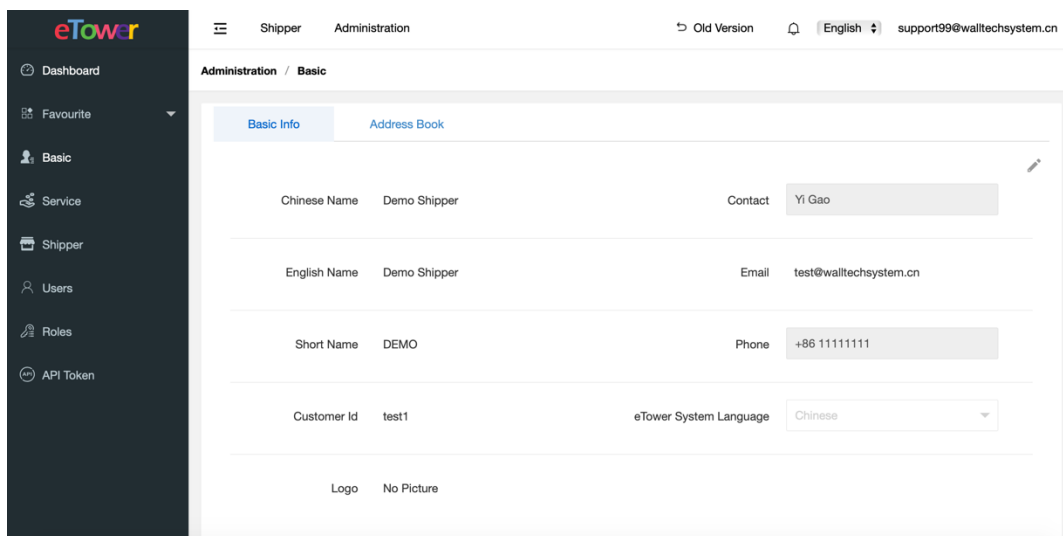 eTower
Shipper Administration Old Version English support99@walltechsystem.cn
Dashboard
Administration / Basic
Favourite
Basic Info Address Book
Basic
Service
Chinese Name Demo Shipper Contact Yi Gao
Shipper
English Name Demo Shipper Email test@walltechsystem.cn
Users
Roles
Short Name DEMO Phone +86 11111111
API Token
Customer Id test1 eTower System Language Chinese
Logo No Picture